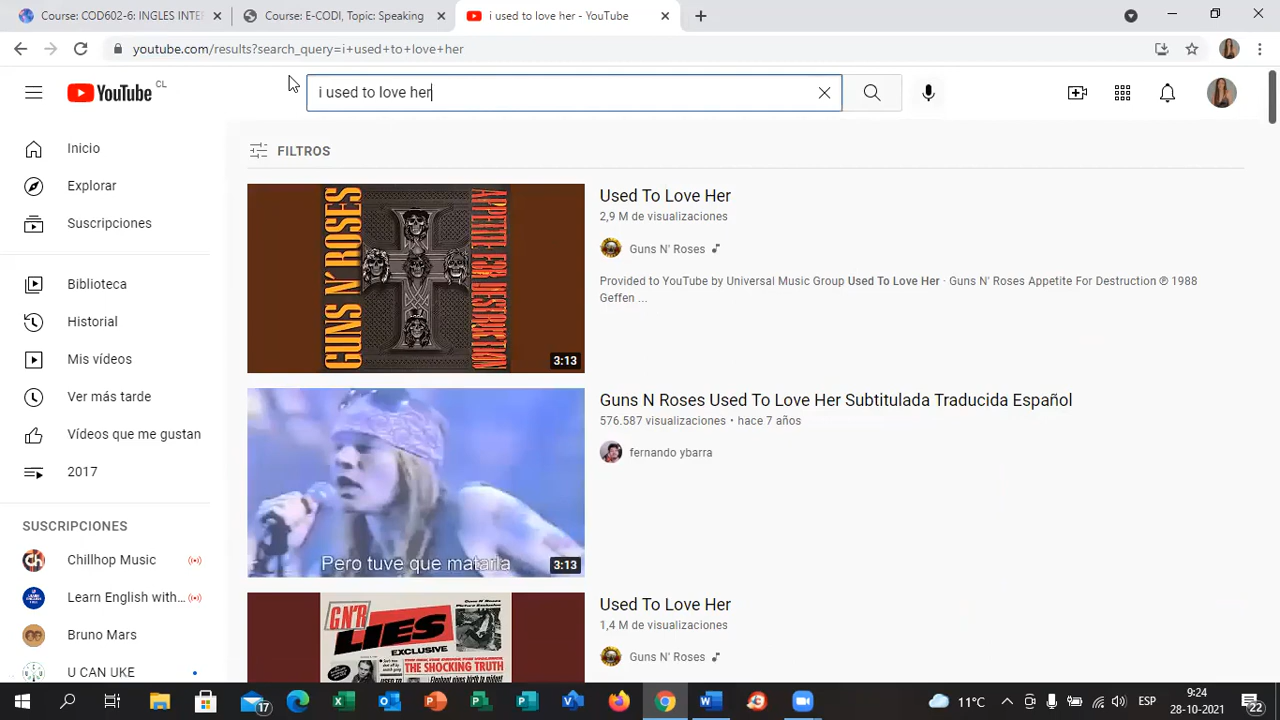 Course: COD602-6: INGLES INTER
Course: E-CODI, Topic: Speaking
i used to love her - YouTube
youtube.com/results?search_query=i+used+to+love+her
YouTube CL
i used to love her
Inicio
Explorar
Suscripciones
Biblioteca
Historial
Mis vídeos
Ver más tarde
Vídeos que me gustan
2017
SUSCRIPCIONES
Chillhop Music
Learn English with...
Bruno Mars
U CAN UKE
FILTROS
GUNS N' ROSES
APPETITE FOR DESTRUCTION
3:13
Used To Love Her
2,9 M de visualizaciones
Guns N' Roses
Provided to YouTube by Universal Music Group Used To Love Her · Guns N' Roses Appetite For Destruction ℗ 1988
Geffen ...
Pero tuve que matarla
3:13
Guns N Roses Used To Love Her Subtitulada Traducida Español
576.587 visualizaciones • hace 7 años
fernando ybarra
GN'R
LIES
THE SHOCKING TRUTH
Used To Love Her
1,4 M de visualizaciones
Guns N' Roses
17
11°C
ESP
9:24
28-10-2021
22